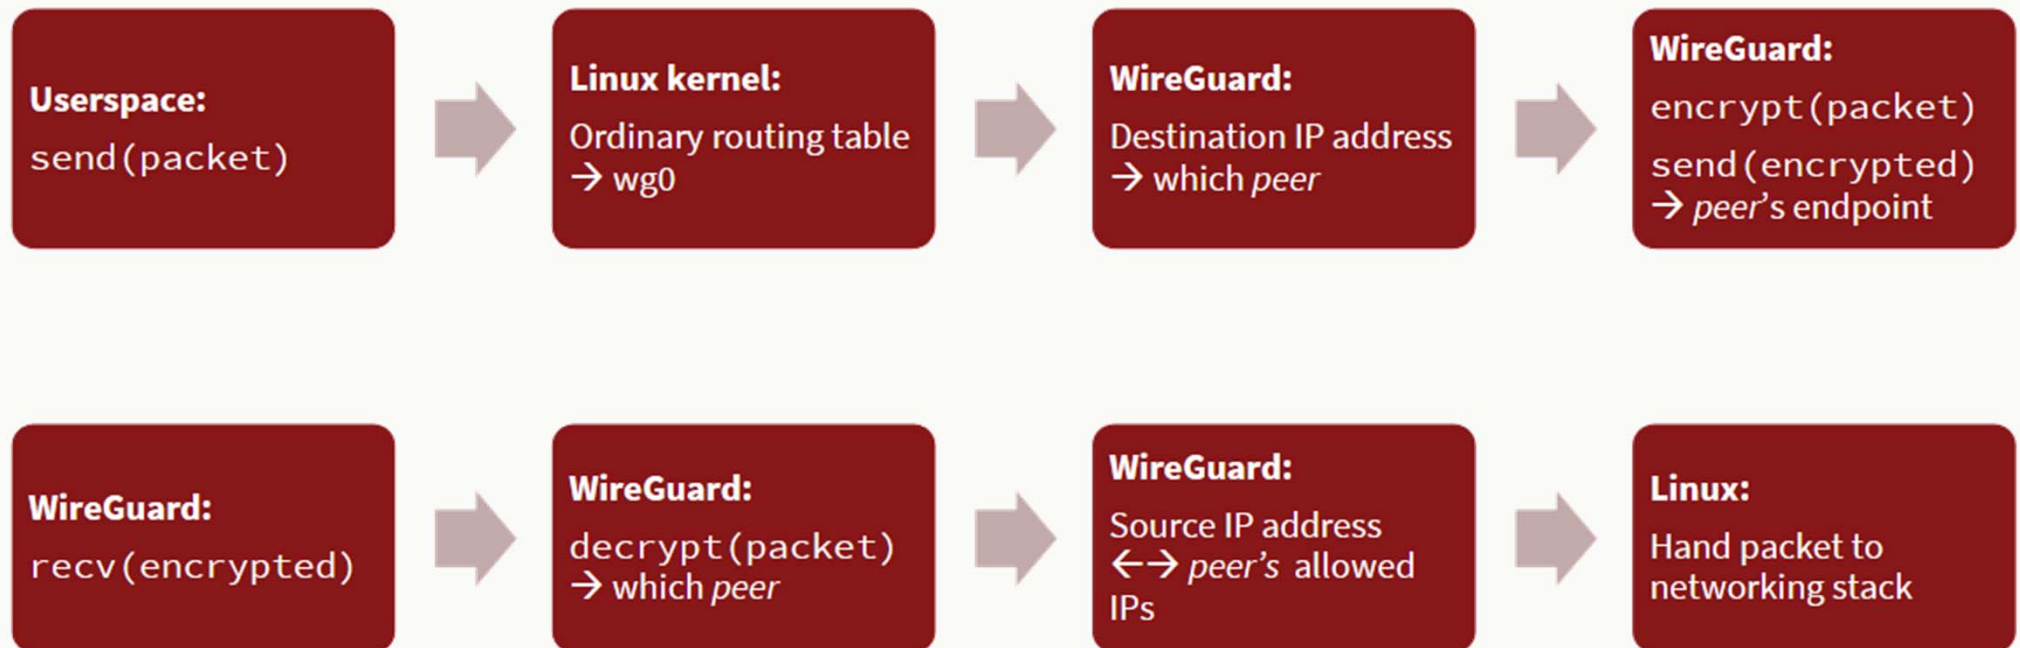 Userspace:
send(packet)
Linux kernel:
Ordinary routing table
→ wg0
WireGuard:
Destination IP address
→ which peer
WireGuard:
encrypt(packet)
send(encrypted)
→ peer’s endpoint
WireGuard:
recv(encrypted)
WireGuard:
decrypt(packet)
→ which peer
WireGuard:
Source IP address
←→ peer’s allowed
IPs
Linux:
Hand packet to
networking stack